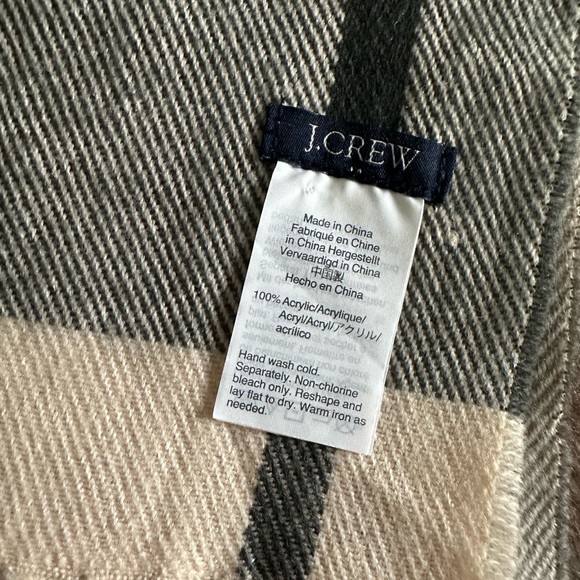 J.CREW
Made in China
Fabriqué en Chine
in China Hergestellt
Vervaardigd in China
中国製
Hecho en China
100% Acrylic/Acrylique/
Acryl/Acryl/アクリル/
acrílico
Hand wash cold.
Separately. Non-chlorine
bleach only. Reshape and
lay flat to dry. Warm iron as
needed.